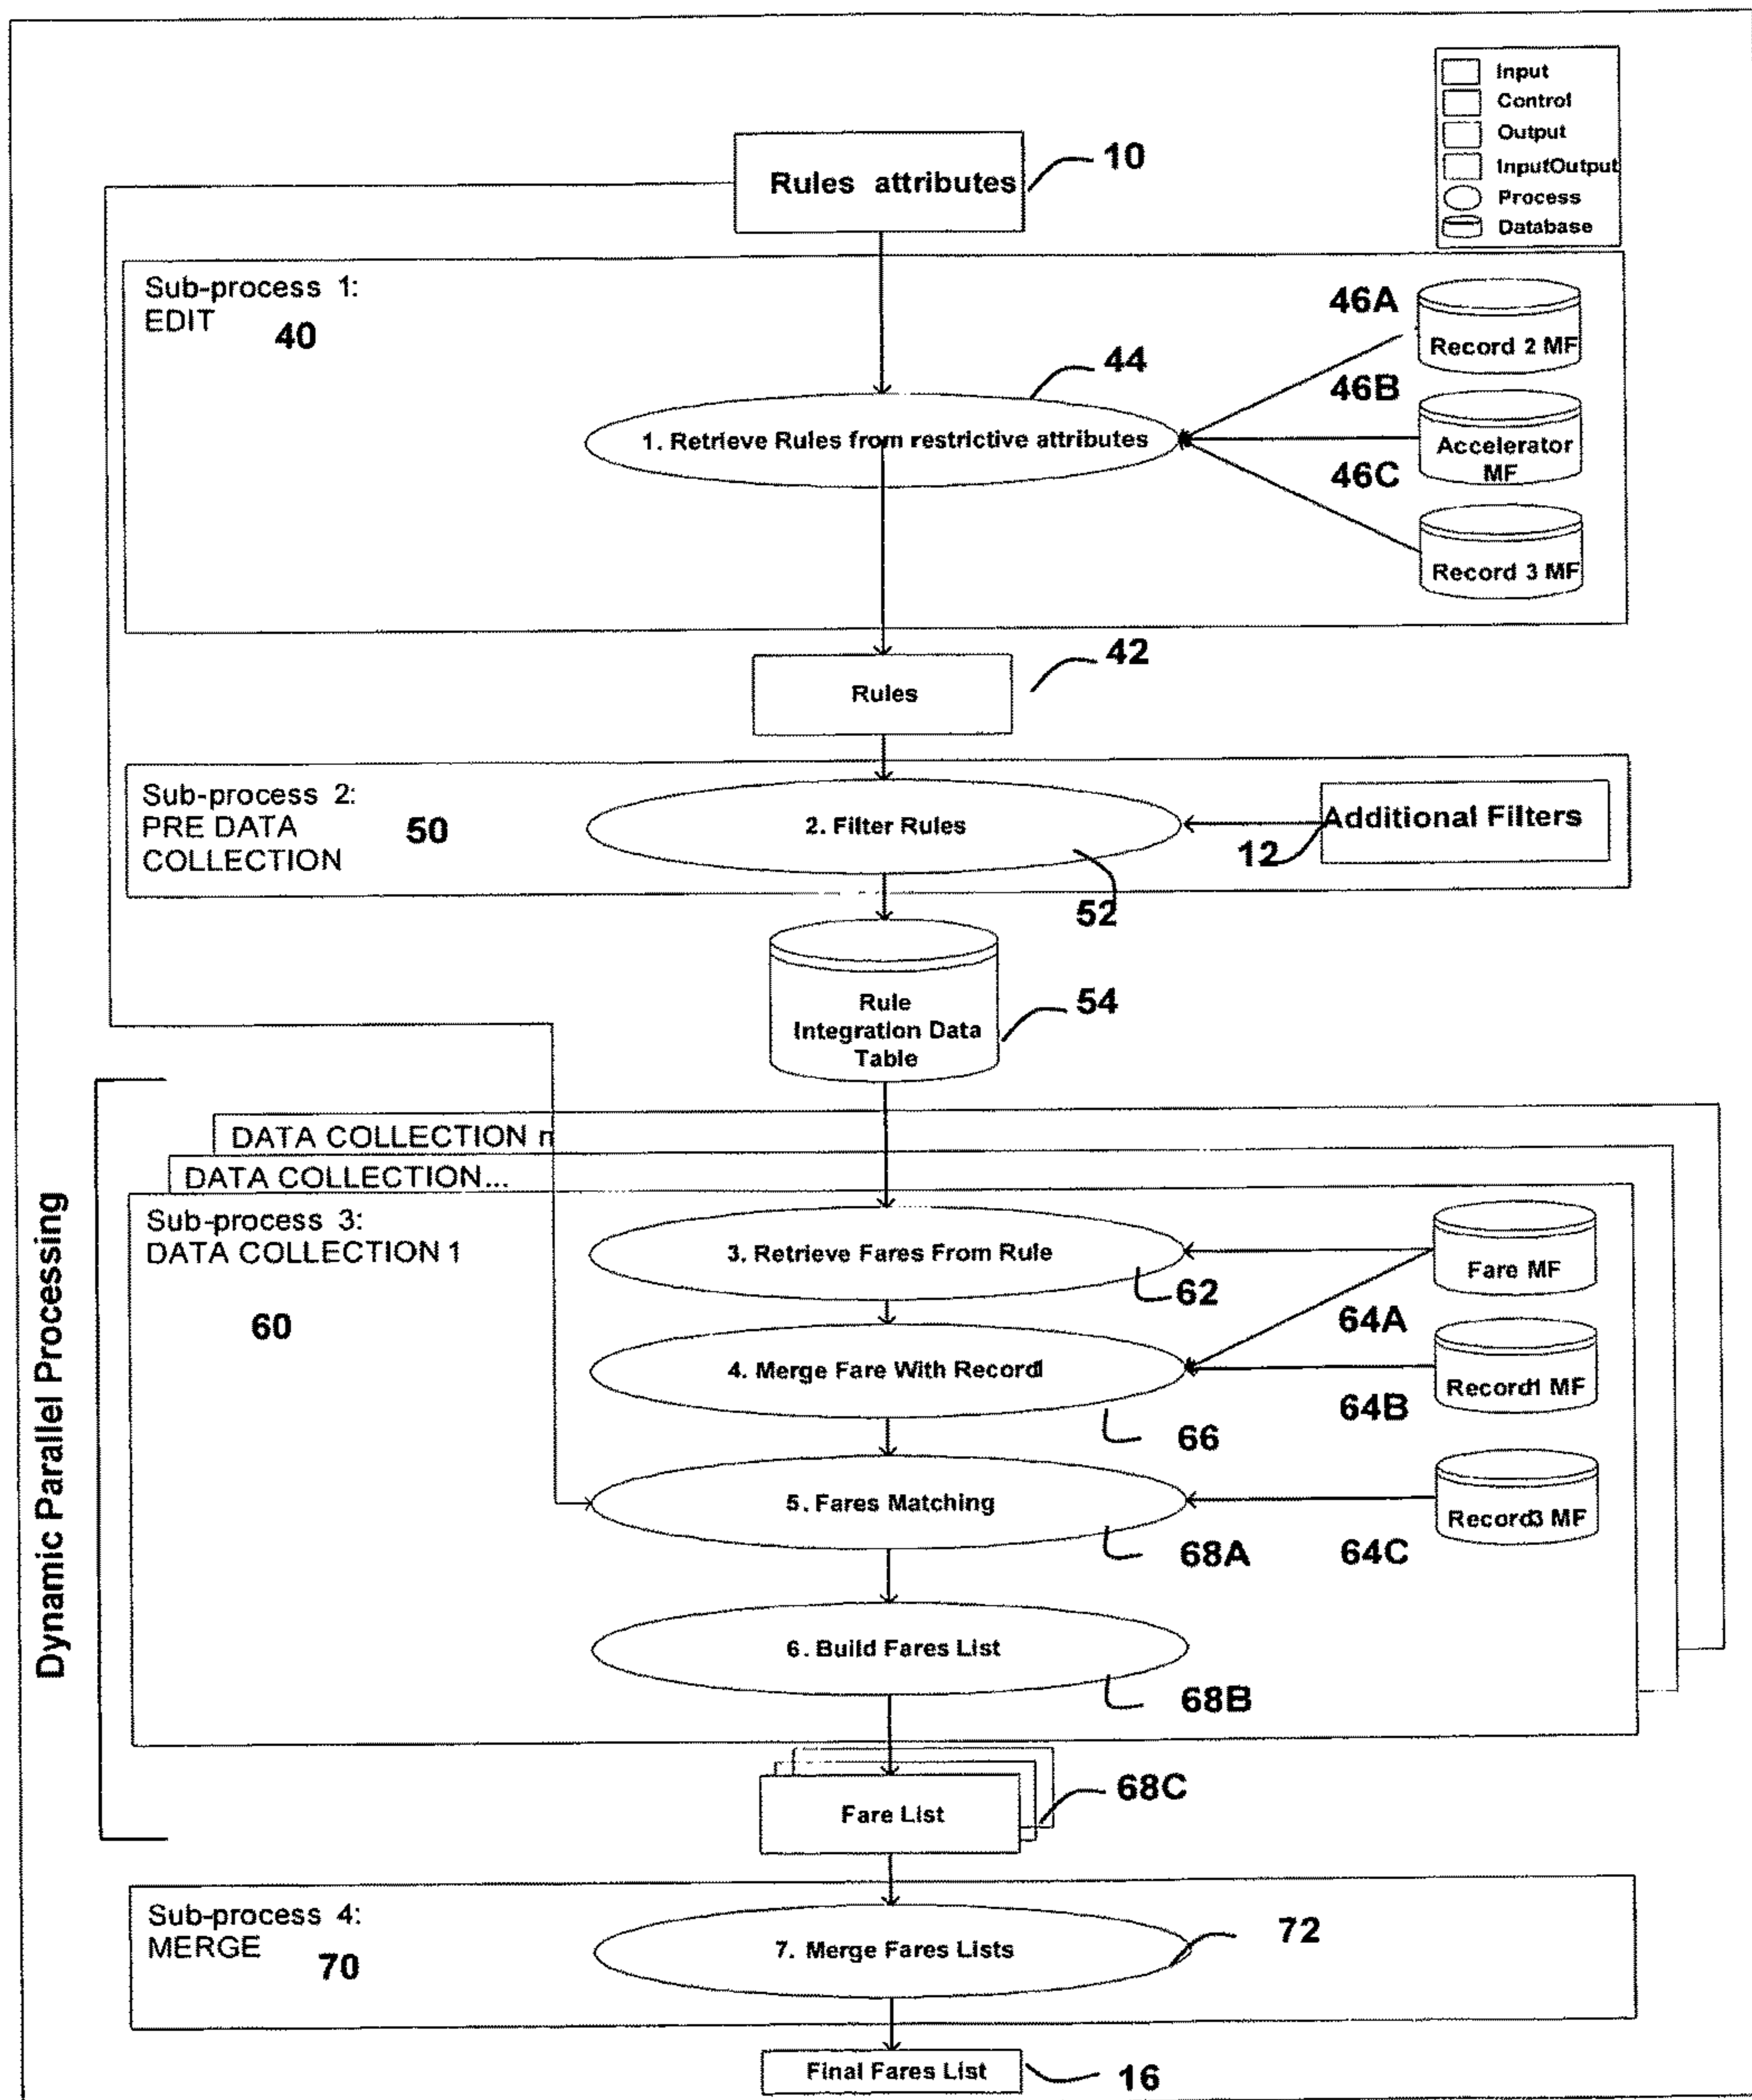 Input
Control
Output
InputOutput
Process
Database
Rules attributes
10
Sub-process 1:
EDIT
40
44
1. Retrieve Rules from restrictive attributes
46A
Record 2 MF
46B
Accelerator
MF
46C
Record 3 MF
42
Rules
Sub-process 2:
PRE DATA
COLLECTION
50
2. Filter Rules
Additional Filters
12
52
Rule
Integration Data
Table
54
Dynamic Parallel Processing
DATA COLLECTION n
DATA COLLECTION...
Sub-process 3:
DATA COLLECTION 1
60
3. Retrieve Fares From Rule
62
Fare MF
64A
4. Merge Fare With Record1
66
Record1 MF
64B
5. Fares Matching
68A
Record3 MF
64C
6. Build Fares List
68B
Fare List
68C
Sub-process 4:
MERGE
70
7. Merge Fares Lists
72
Final Fares List
16